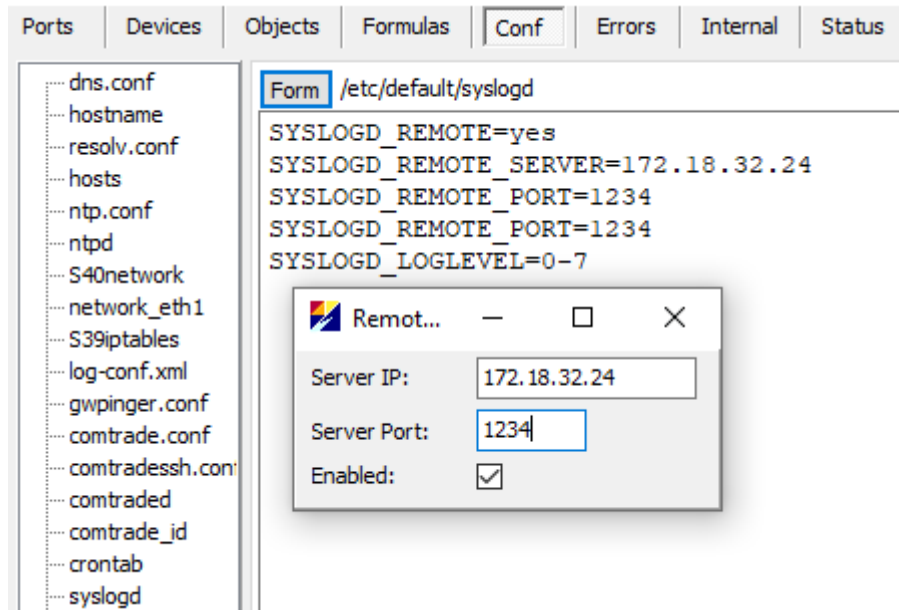 Ports Devices Objects Formulas Conf Errors Internal Status
dns.conf
hostname
resolv.conf
hosts
ntp.conf
ntpd
S40network
network_eth1
S39iptables
log-conf.xml
gwpinger.conf
comtrade.conf
comtradessh.con
comtraded
comtrade_id
crontab
syslogd
Form /etc/default/syslogd
SYSLOGD_REMOTE=yes
SYSLOGD_REMOTE_SERVER=172.18.32.24
SYSLOGD_REMOTE_PORT=1234
SYSLOGD_REMOTE_PORT=1234
SYSLOGD_LOGLEVEL=0-7
Remot...
Server IP: 172.18.32.24
Server Port: 1234
Enabled: